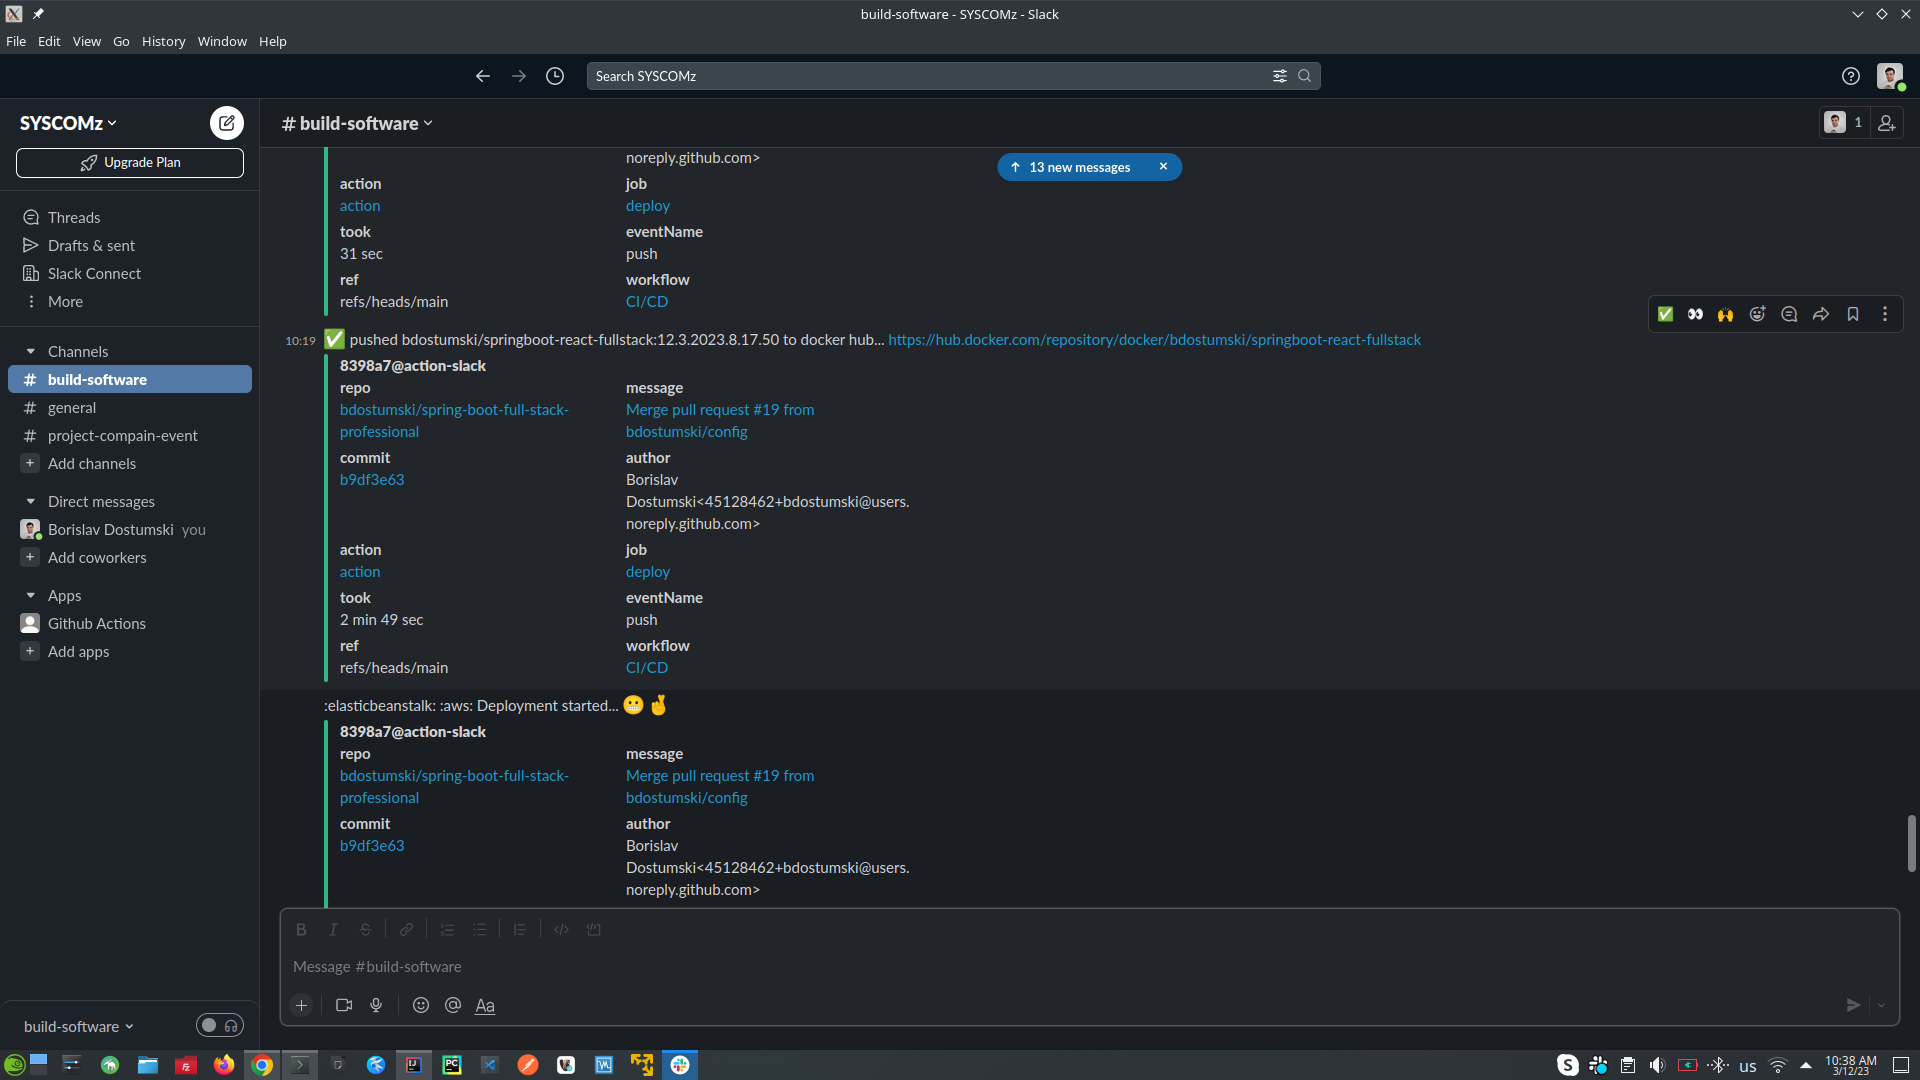 build-software - SYSCOMz - Slack
File Edit View Go History Window Help
Search SYSCOMz
SYSCOMz
Upgrade Plan
Threads
Drafts & sent
Slack Connect
More
Channels
# build-software
# general
# project-compain-event
+ Add channels
Direct messages
Borislav Dostumski you
+ Add coworkers
Apps
Github Actions
+ Add apps
build-software
# build-software
1
13 new messages
noreply.github.com>
action job
action deploy
took eventName
31 sec push
ref workflow
refs/heads/main CI/CD
10:19 ✅ pushed bdostumski/springboot-react-fullstack:12.3.2023.8.17.50 to docker hub... https://hub.docker.com/repository/docker/bdostumski/springboot-react-fullstack
8398a7@action-slack
repo message
bdostumski/spring-boot-full-stack- Merge pull request #19 from
professional bdostumski/config
commit author
b9df3e63 Borislav
Dostumski<45128462+bdostumski@users.
noreply.github.com>
action job
action deploy
took eventName
2 min 49 sec push
ref workflow
refs/heads/main CI/CD
:elasticbeanstalk: :aws: Deployment started... 😬 🤞
8398a7@action-slack
repo message
bdostumski/spring-boot-full-stack- Merge pull request #19 from
professional bdostumski/config
commit author
b9df3e63 Borislav
Dostumski<45128462+bdostumski@users.
noreply.github.com>
B I S
Message #build-software
Aa
us
10:38 AM
3/12/23